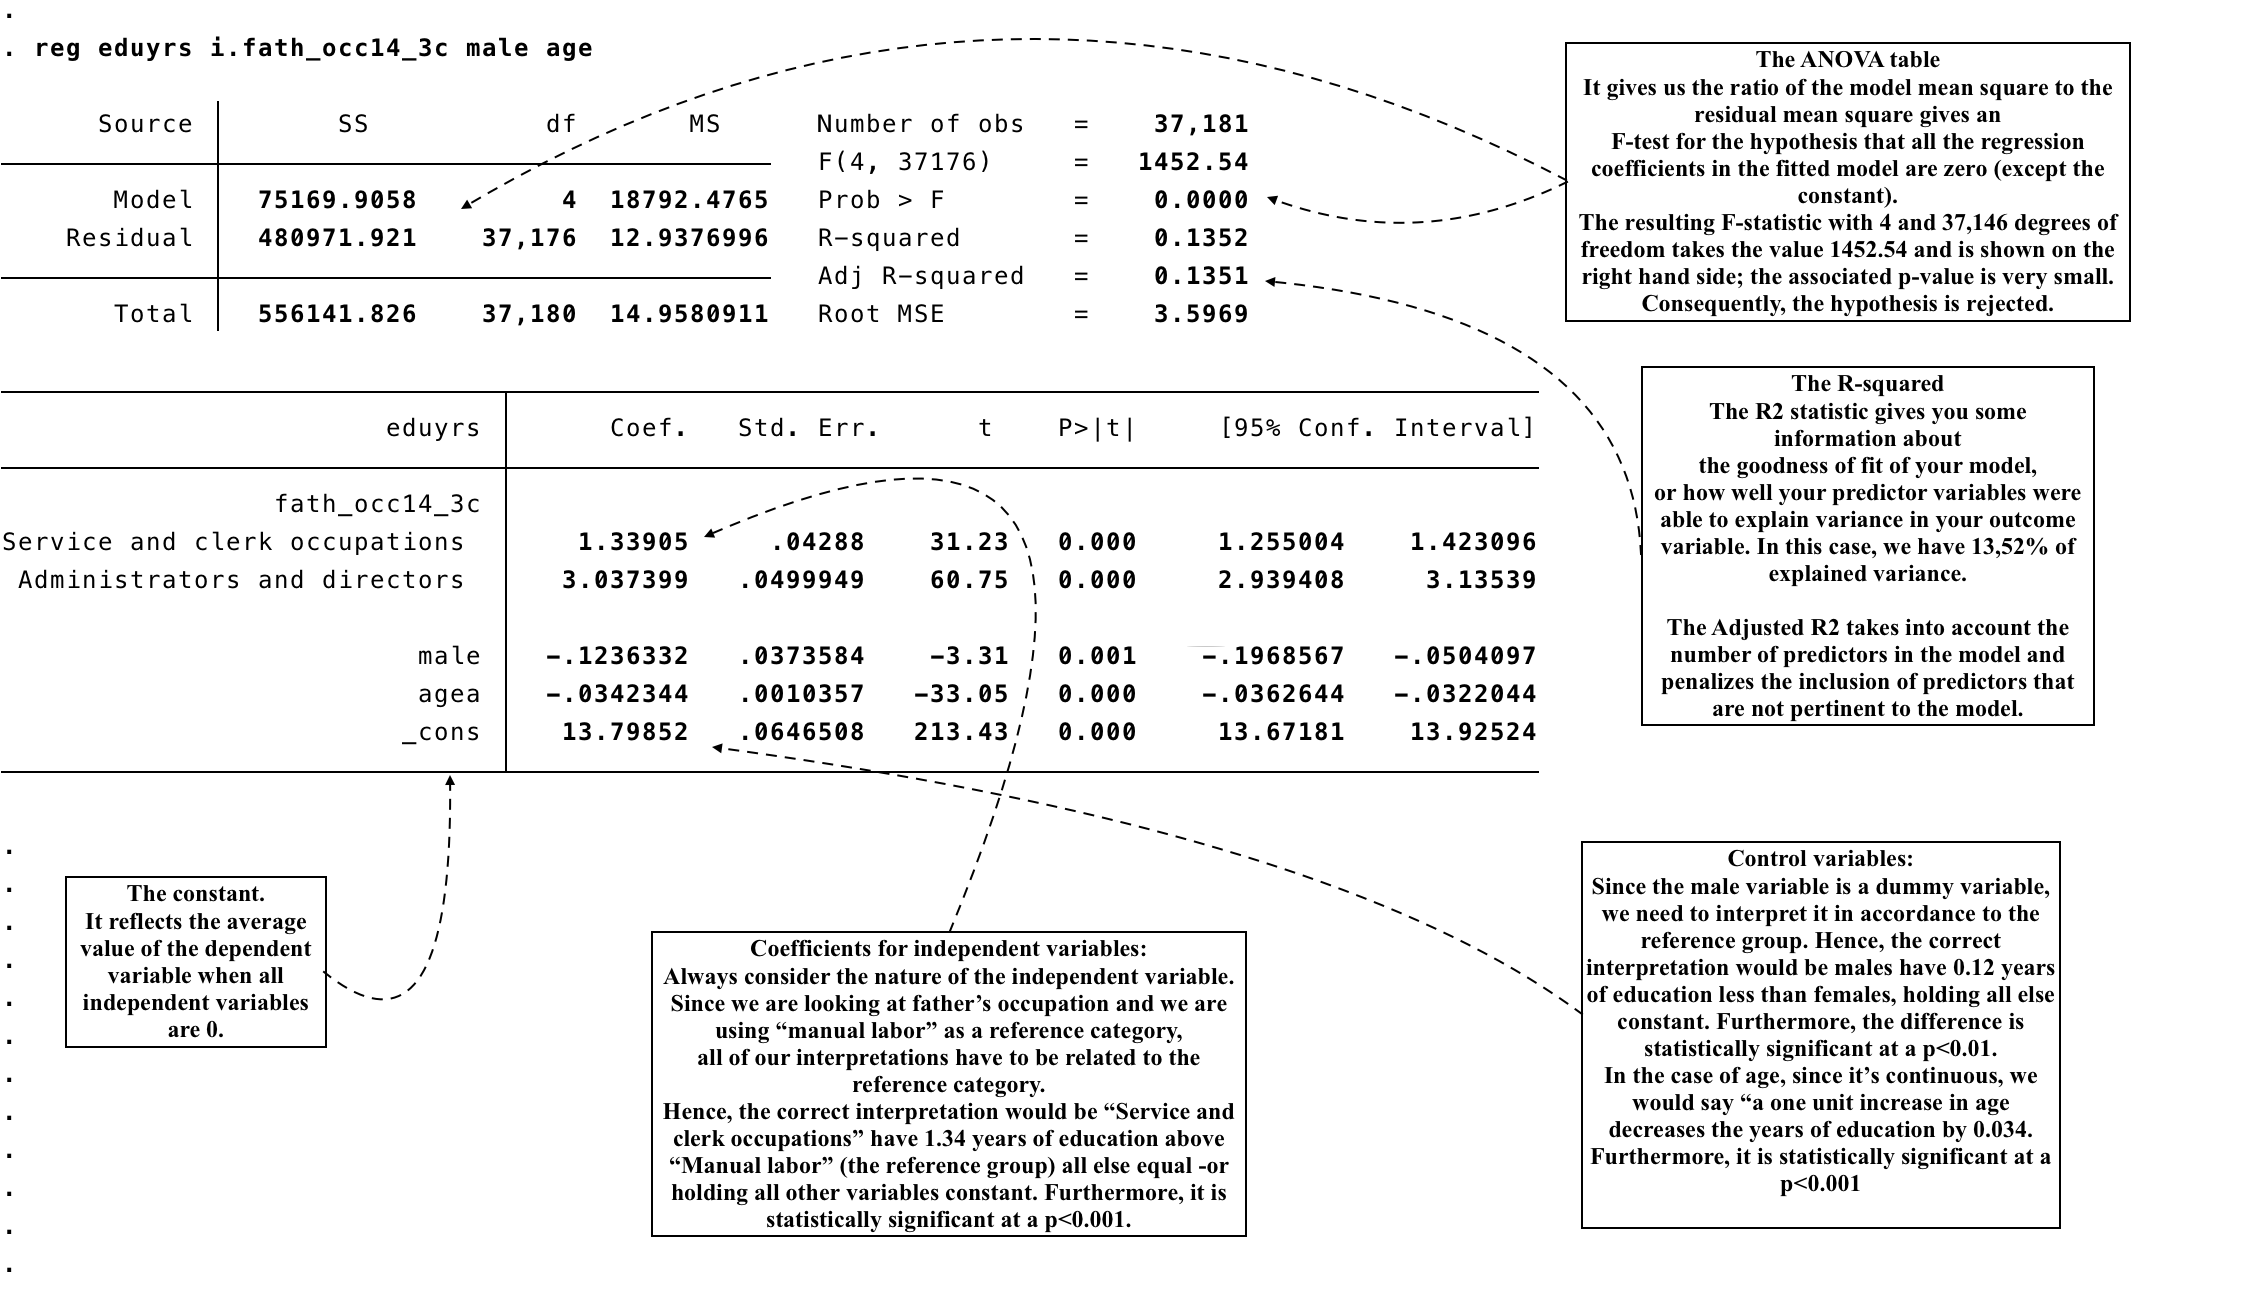 .
. reg eduyrs i.fath_occ14_3c male age
Source SS df MS Number of obs = 37,181
F(4, 37176) = 1452.54
Model 75169.9058 4 18792.4765 Prob > F = 0.0000
Residual 480971.921 37,176 12.9376996 R-squared = 0.1352
Adj R-squared = 0.1351
Total 556141.826 37,180 14.9580911 Root MSE = 3.5969
eduyrs Coef. Std. Err. t P>|t| [95% Conf. Interval]
fath_occ14_3c
Service and clerk occupations 1.33905 .04288 31.23 0.000 1.255004 1.423096
Administrators and directors 3.037399 .0499949 60.75 0.000 2.939408 3.13539
male -.1236332 .0373584 -3.31 0.001 -.1968567 -.0504097
agea -.0342344 .0010357 -33.05 0.000 -.0362644 -.0322044
_cons 13.79852 .0646508 213.43 0.000 13.67181 13.92524
.
.
.
.
.
.
.
.
.
.
.
.
The ANOVA table
It gives us the ratio of the model mean square to the
residual mean square gives an
F-test for the hypothesis that all the regression
coefficients in the fitted model are zero (except the
constant).
The resulting F-statistic with 4 and 37,146 degrees of
freedom takes the value 1452.54 and is shown on the
right hand side; the associated p-value is very small.
Consequently, the hypothesis is rejected.
The R-squared
The R2 statistic gives you some
information about
the goodness of fit of your model,
or how well your predictor variables were
able to explain variance in your outcome
variable. In this case, we have 13,52% of
explained variance.
The Adjusted R2 takes into account the
number of predictors in the model and
penalizes the inclusion of predictors that
are not pertinent to the model.
The constant.
It reflects the average
value of the dependent
variable when all
independent variables
are 0.
Coefficients for independent variables:
Always consider the nature of the independent variable.
Since we are looking at father's occupation and we are
using “manual labor” as a reference category,
all of our interpretations have to be related to the
reference category.
Hence, the correct interpretation would be “Service and
clerk occupations” have 1.34 years of education above
“Manual labor” (the reference group) all else equal -or
holding all other variables constant. Furthermore, it is
statistically significant at a p<0.001.
Control variables:
Since the male variable is a dummy variable,
we need to interpret it in accordance to the
reference group. Hence, the correct
interpretation would be males have 0.12 years
of education less than females, holding all else
constant. Furthermore, the difference is
statistically significant at a p<0.01.
In the case of age, since it's continuous, we
would say “a one unit increase in age
decreases the years of education by 0.034.
Furthermore, it is statistically significant at a
p<0.001